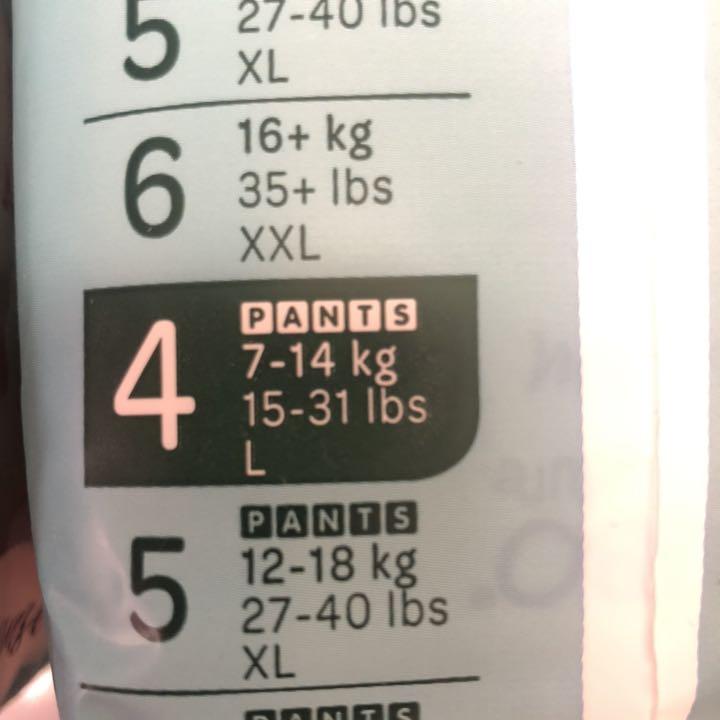 5
27-40 lbs
XL
6
16+ kg
35+ lbs
XXL
4
PANTS
7-14 kg
15-31 lbs
L
5
PANTS
12-18 kg
27-40 lbs
XL
PANTS